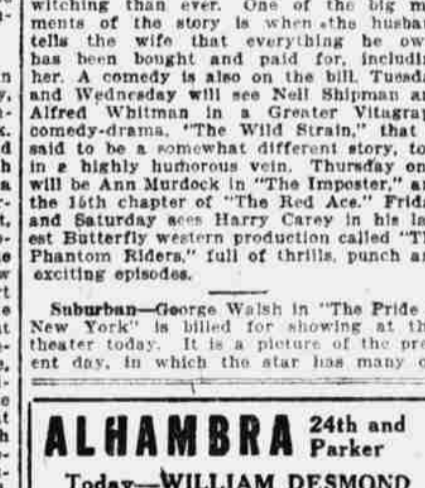 witching than ever. One of the big m
ments of the story is when the husba
tells the wife that everything he ow
has been bought and paid for, includi
her. A comedy is also on the bill. Tuesd
and Wednesday will see Nell Shipman a
Alfred Whitman in a Greater Vitagra
comedy-drama, "The Wild Strain," that
said to be a somewhat different story, to
in a highly humorous vein. Thursday on
will be Ann Murdock in "The Imposter," a
the 15th chapter of "The Red Ace." Frid
and Saturday sees Harry Carey in his la
est Butterfly western production called "T
Phantom Riders," full of thrills, punch a
exciting episodes.
Suburban—George Walsh in "The Pride
New York" is billed for showing at th
theater today. It is a picture of the pre
ent day, in which the star has many
ALHAMBRA 24th and
Parker
Today—WILLIAM DESMOND